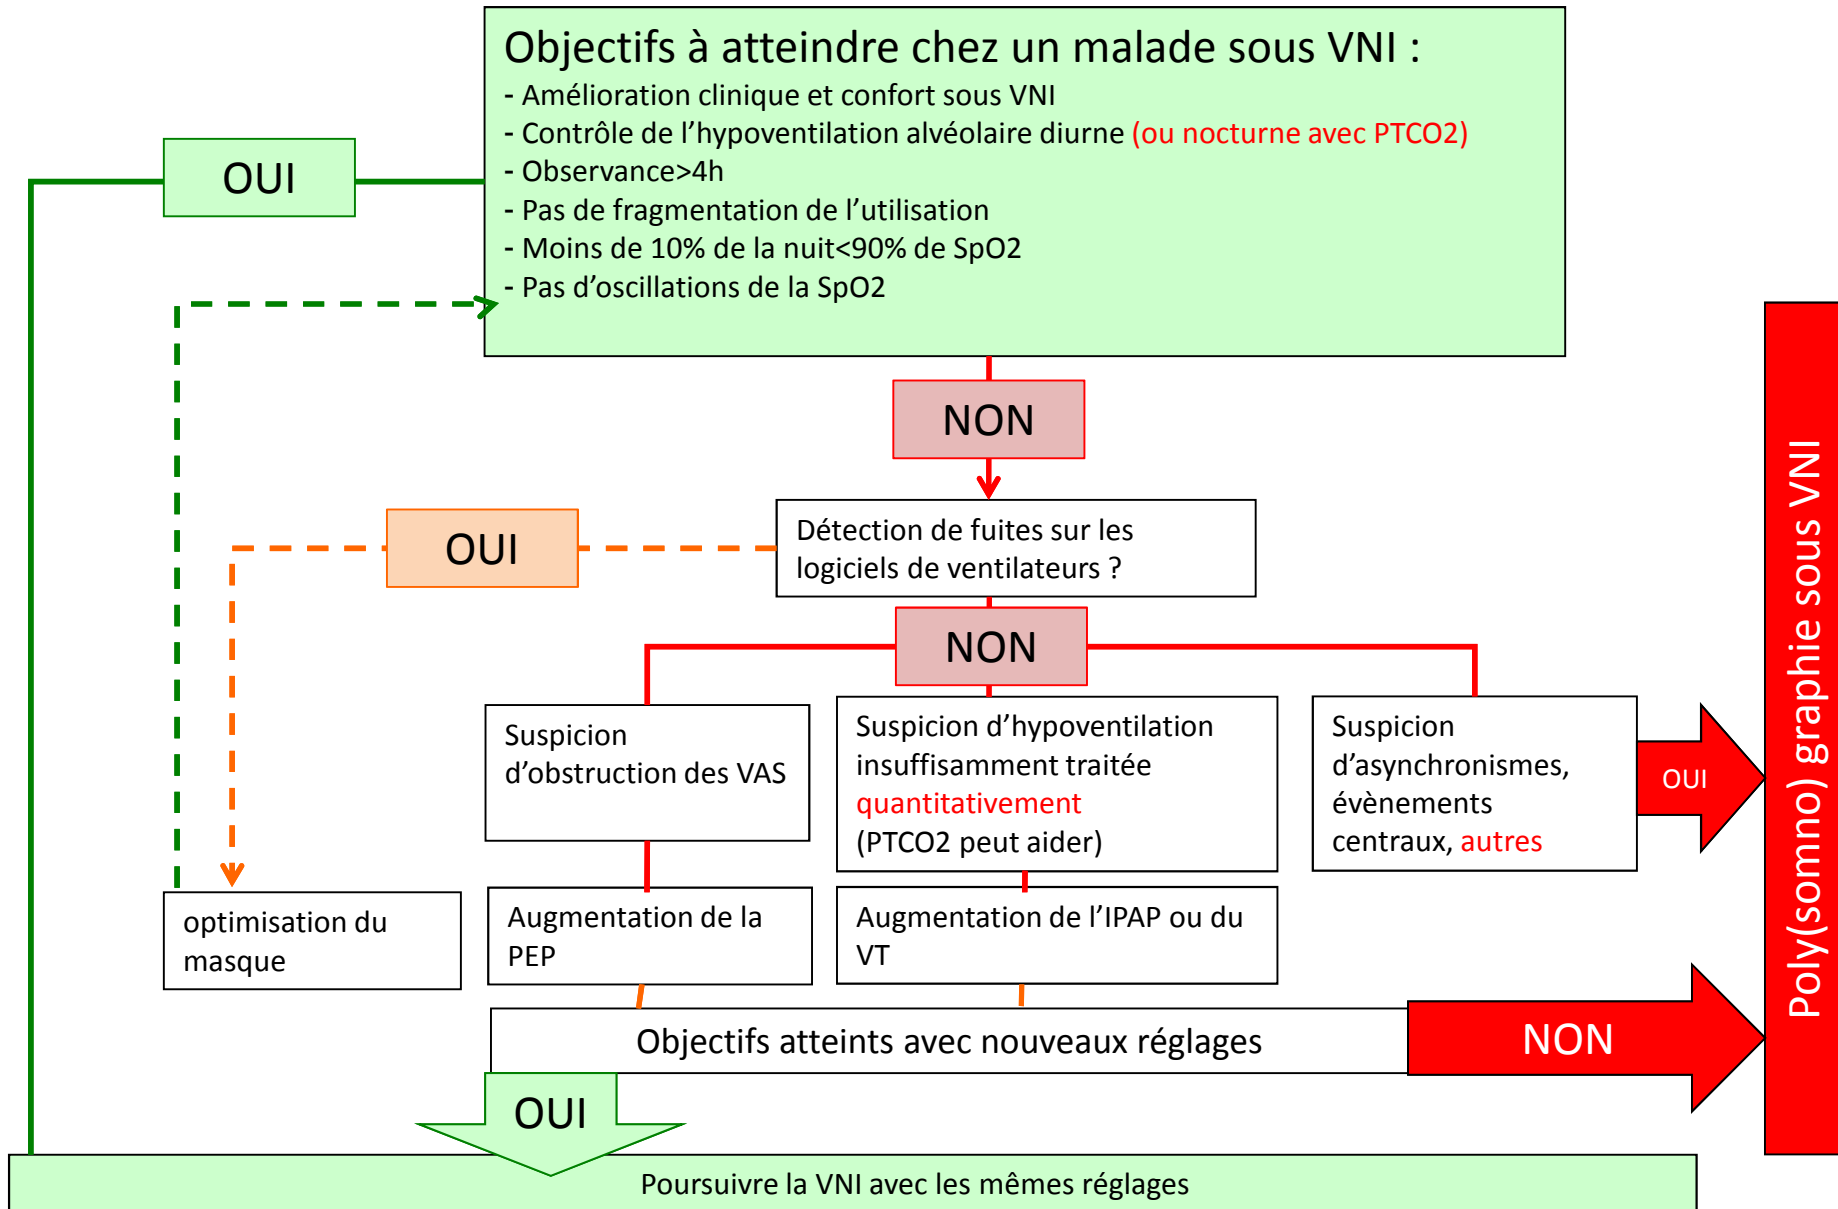 Objectifs à atteindre chez un malade sous VNI :
- Amélioration clinique et confort sous VNI
- Contrôle de l’hypoventilation alvéolaire diurne (ou nocturne avec PTCO2)
- Observance>4h
- Pas de fragmentation de l’utilisation
- Moins de 10% de la nuit<90% de SpO2
- Pas d’oscillations de la SpO2
OUI
NON
Détection de fuites sur les
logiciels de ventilateurs ?
OUI
NON
Suspicion
d’obstruction des VAS
Suspicion d’hypoventilation
insuffisamment traitée
quantitativement
(PTCO2 peut aider)
Suspicion
d’asynchronismes,
évènements
centraux, autres
OUI
Poly(somno) graphie sous VNI
optimisation du
masque
Augmentation de la
PEP
Augmentation de l’IPAP ou du
VT
Objectifs atteints avec nouveaux réglages
NON
OUI
Poursuivre la VNI avec les mêmes réglages